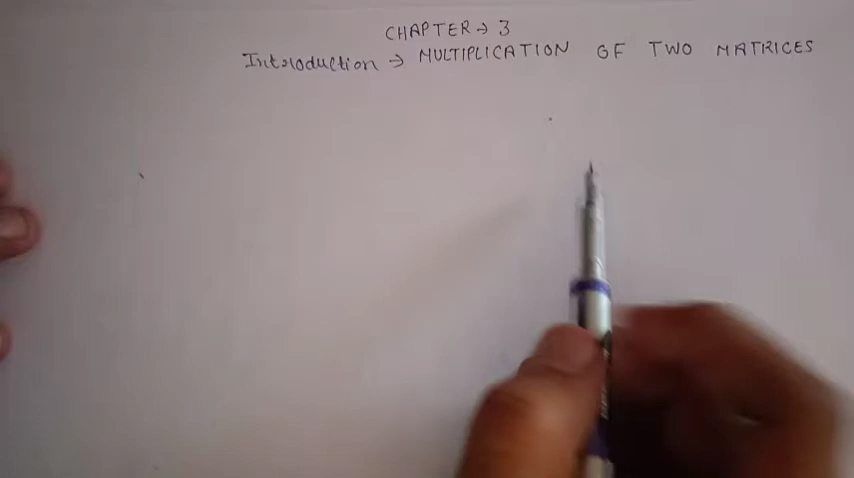 CHAPTER → 3
Introduction → MULTIPLICATION OF TWO MATRICES